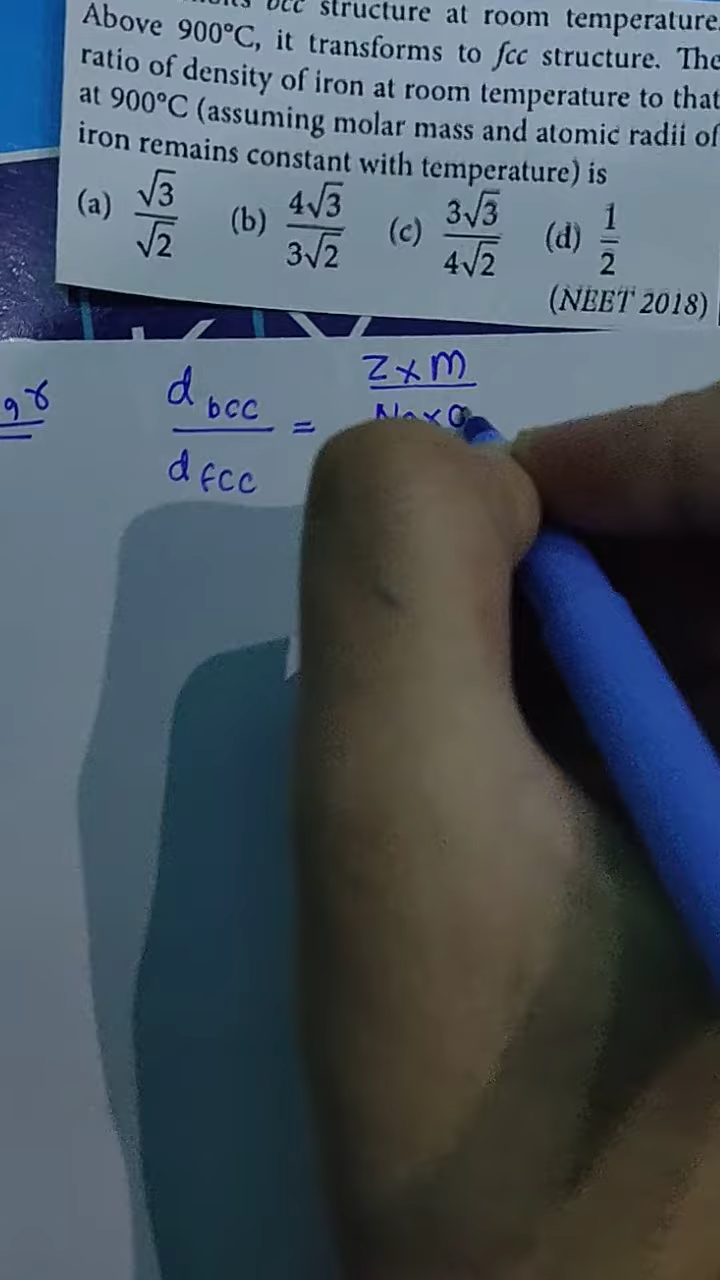 bcc structure at room temperature.
Above 900°C, it transforms to fcc structure. The
ratio of density of iron at room temperature to that
at 900°C (assuming molar mass and atomic radii of
iron remains constant with temperature) is
(a) √3/√2 (b) 4√3/3√2 (c) 3√3/4√2 (d) 1/2
(NEET 2018)
d bcc / d fcc = Z×M /